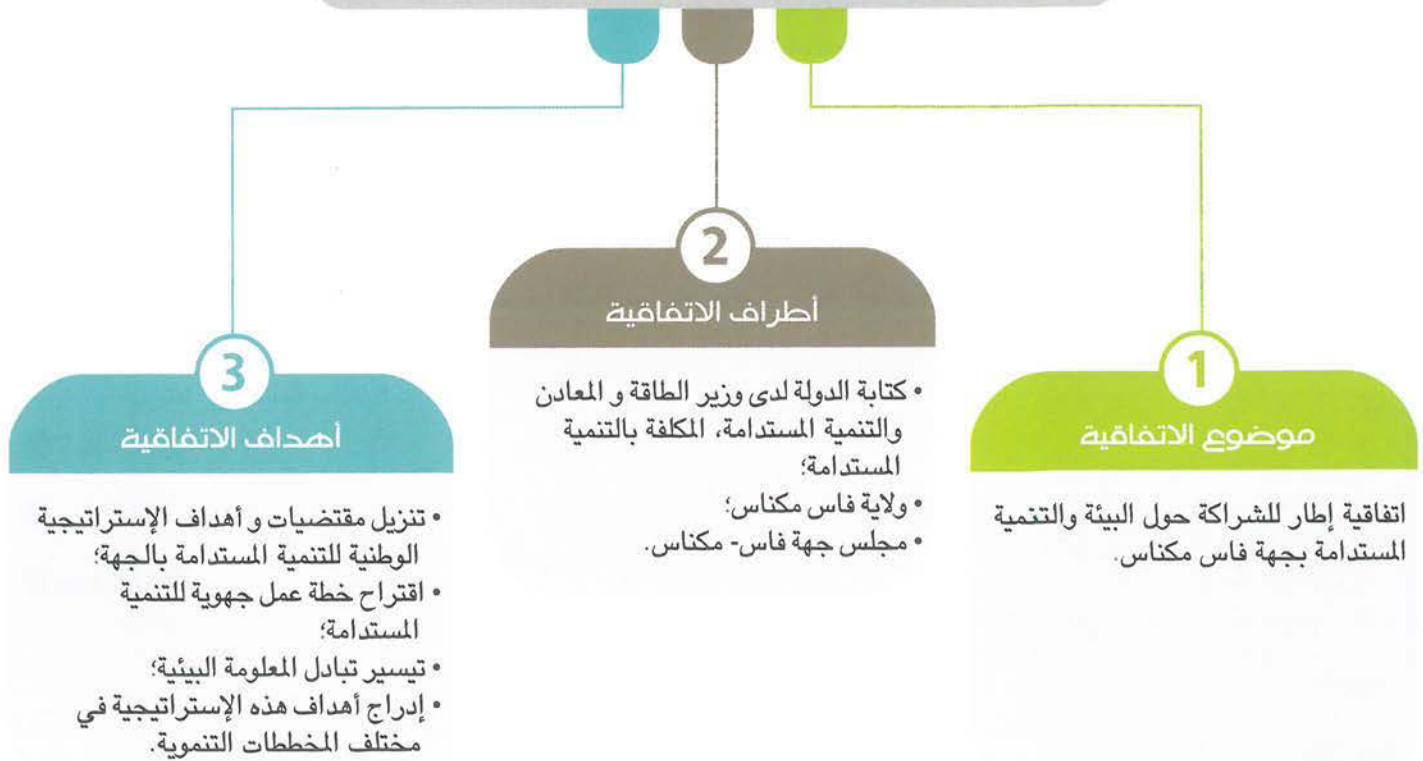 1
موضوع الاتفاقية
اتفاقية إطار للشراكة حول البيئة والتنمية
المستدامة بجهة فاس مكناس.
2
أطراف الاتفاقية
• كتابة الدولة لدى وزير الطاقة و المعادن
والتنمية المستدامة، المكلفة بالتنمية
المستدامة؛
• ولاية فاس مكناس؛
• مجلس جهة فاس- مكناس.
3
أهداف الاتفاقية
• تنزيل مقتضيات و أهداف الإستراتيجية
الوطنية للتنمية المستدامة بالجهة؛
• اقتراح خطة عمل جهوية للتنمية
المستدامة؛
• تيسير تبادل المعلومة البيئية؛
• إدراج أهداف هذه الإستراتيجية في
مختلف المخططات التنموية.